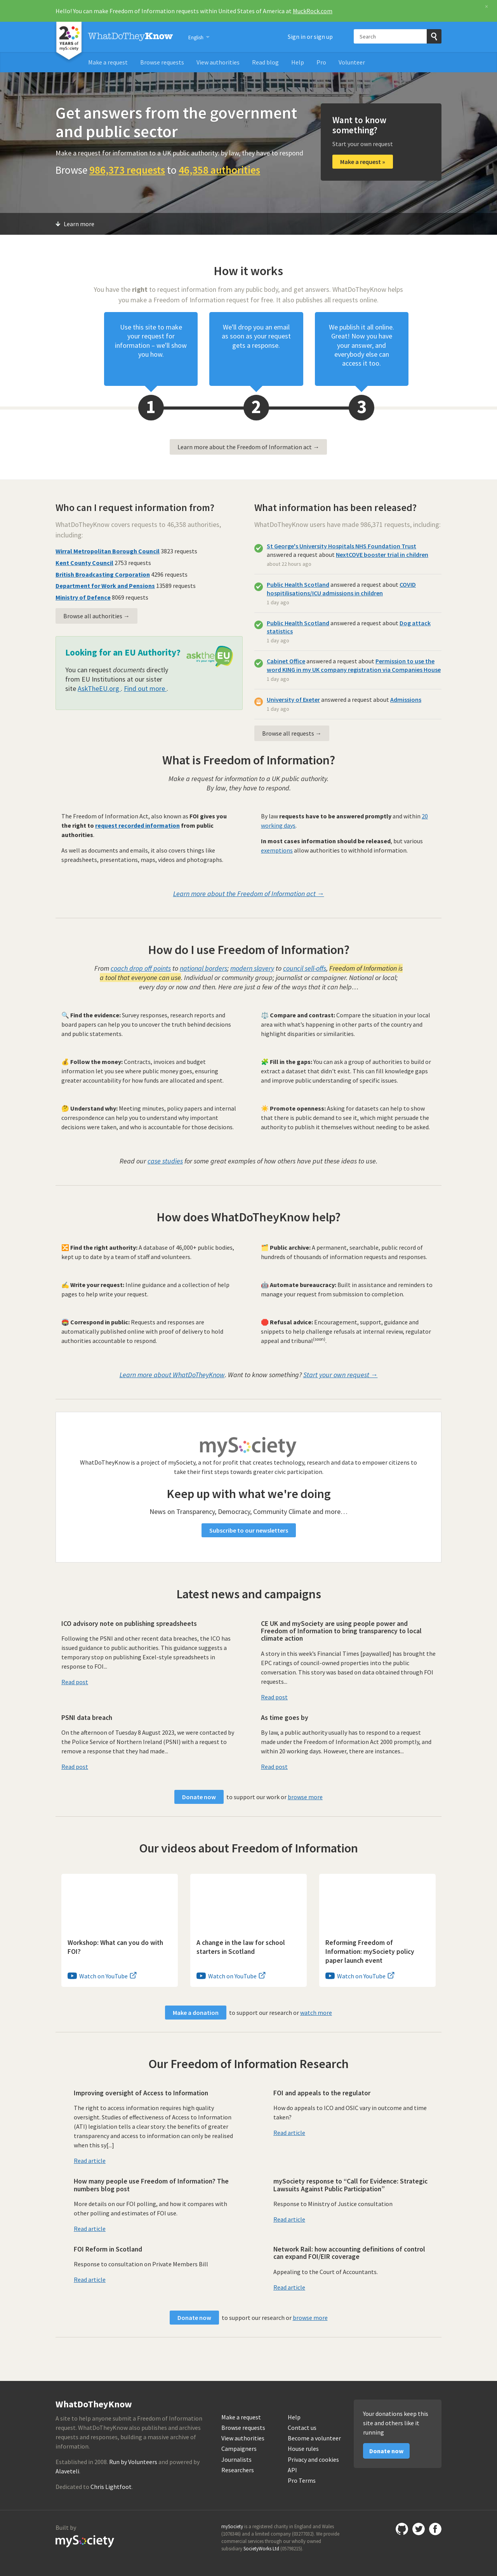 Hello! You can make Freedom of Information requests within United States of America at MuckRock.com
×
20 YEARS of mySociety
WhatDoTheyKnow
English
Sign in or sign up
Search
Make a request
Browse requests
View authorities
Read blog
Help
Pro
Volunteer
Get answers from the government
and public sector
Make a request for information to a UK public authority: by law, they have to respond
Browse 986,373 requests to 46,358 authorities
Want to know
something?
Start your own request
Make a request »
Learn more
How it works
You have the right to request information from any public body, and get answers. WhatDoTheyKnow helps
you make a Freedom of Information request for free. It also publishes all requests online.
Use this site to make
your request for
information – we'll show
you how.
We'll drop you an email
as soon as your request
gets a response.
We publish it all online.
Great! Now you have
your answer, and
everybody else can
access it too.
1
2
3
Learn more about the Freedom of Information act →
Who can I request information from?
WhatDoTheyKnow covers requests to 46,358 authorities,
including:
Wirral Metropolitan Borough Council 3823 requests
Kent County Council 2753 requests
British Broadcasting Corporation 4296 requests
Department for Work and Pensions 13589 requests
Ministry of Defence 8069 requests
Browse all authorities →
Looking for an EU Authority?
asktheEU
You can request documents directly
from EU Institutions at our sister
site AskTheEU.org . Find out more .
What information has been released?
WhatDoTheyKnow users have made 986,371 requests, including:
St George's University Hospitals NHS Foundation Trust
answered a request about NextCOVE booster trial in children
about 21 hours ago
Public Health Scotland answered a request about COVID
hospitilisations/ICU admissions in children
1 day ago
Public Health Scotland answered a request about Dog attack
statistics
1 day ago
Cabinet Office answered a request about Permission to use the
word KING in my UK company registration via Companies House
1 day ago
University of Exeter answered a request about Admissions
1 day ago
Browse all requests →
What is Freedom of Information?
Make a request for information to a UK public authority.
By law, they have to respond.
The Freedom of Information Act, also known as FOI gives you
the right to request recorded information from public
authorities.
As well as documents and emails, it also covers things like
spreadsheets, presentations, maps, videos and photographs.
By law requests have to be answered promptly and within 20
working days.
In most cases information should be released, but various
exemptions allow authorities to withhold information.
Learn more about the Freedom of Information act →
How do I use Freedom of Information?
From coach drop off points to national borders; modern slavery to council sell-offs, Freedom of Information is
a tool that everyone can use. Individual or community group; journalist or campaigner. National or local;
every day or now and then. Here are just a few of the ways that it can help…
🔍 Find the evidence: Survey responses, research reports and
board papers can help you to uncover the truth behind decisions
and public statements.
⚖️ Compare and contrast: Compare the situation in your local
area with what's happening in other parts of the country and
highlight disparities or similarities.
💰 Follow the money: Contracts, invoices and budget
information let you see where public money goes, ensuring
greater accountability for how funds are allocated and spent.
🧩 Fill in the gaps: You can ask a group of authorities to build or
extract a dataset that didn't exist. This can fill knowledge gaps
and improve public understanding of specific issues.
🤔 Understand why: Meeting minutes, policy papers and internal
correspondence can help you to understand why important
decisions were taken, and who is accountable for those decisions.
☀️ Promote openness: Asking for datasets can help to show
that there is public demand to see it, which might persuade the
authority to publish it themselves without needing to be asked.
Read our case studies for some great examples of how others have put these ideas to use.
How does WhatDoTheyKnow help?
🔀 Find the right authority: A database of 46,000+ public bodies,
kept up to date by a team of staff and volunteers.
🗂️ Public archive: A permanent, searchable, public record of
hundreds of thousands of information requests and responses.
✍️ Write your request: Inline guidance and a collection of help
pages to help write your request.
🤖 Automate bureaucracy: Built in assistance and reminders to
manage your request from submission to completion.
📮 Correspond in public: Requests and responses are
automatically published online with proof of delivery to hold
authorities accountable to respond.
🛑 Refusal advice: Encouragement, support, guidance and
snippets to help challenge refusals at internal review, regulator
appeal and tribunal(soon).
Learn more about WhatDoTheyKnow. Want to know something? Start your own request →
mySociety
WhatDoTheyKnow is a project of mySociety, a not for profit that creates technology, research and data to empower citizens to
take their first steps towards greater civic participation.
Keep up with what we're doing
News on Transparency, Democracy, Community Climate and more…
Subscribe to our newsletters
Latest news and campaigns
ICO advisory note on publishing spreadsheets
Following the PSNI and other recent data breaches, the ICO has
issued guidance to public authorities. This guidance suggests a
temporary stop on publishing Excel-style spreadsheets in
response to FOI...
Read post
CE UK and mySociety are using people power and
Freedom of Information to bring transparency to local
climate action
A story in this week's Financial Times [paywalled] has brought the
EPC ratings of council-owned properties into the public
conversation. This story was based on data obtained through FOI
requests...
Read post
PSNI data breach
On the afternoon of Tuesday 8 August 2023, we were contacted by
the Police Service of Northern Ireland (PSNI) with a request to
remove a response that they had made...
Read post
As time goes by
By law, a public authority usually has to respond to a request
made under the Freedom of Information Act 2000 promptly, and
within 20 working days. However, there are instances...
Read post
Donate now to support our work or browse more
Our videos about Freedom of Information
Workshop: What can you do with
FOI?
Watch on YouTube
A change in the law for school
starters in Scotland
Watch on YouTube
Reforming Freedom of
Information: mySociety policy
paper launch event
Watch on YouTube
Make a donation to support our research or watch more
Our Freedom of Information Research
Improving oversight of Access to Information
The right to access information requires high quality
oversight. Studies of effectiveness of Access to Information
(ATI) legislation tells a clear story: the benefits of greater
transparency and access to information can only be realised
when this sy[...]
Read article
FOI and appeals to the regulator
How do appeals to ICO and OSIC vary in outcome and time
taken?
Read article
How many people use Freedom of Information? The
numbers blog post
More details on our FOI polling, and how it compares with
other polling and estimates of FOI use.
Read article
mySociety response to “Call for Evidence: Strategic
Lawsuits Against Public Participation”
Response to Ministry of Justice consultation
Read article
FOI Reform in Scotland
Response to consultation on Private Members Bill
Read article
Network Rail: how accounting definitions of control
can expand FOI/EIR coverage
Appealing to the Court of Accountants.
Read article
Donate now to support our research or browse more
WhatDoTheyKnow
A site to help anyone submit a Freedom of Information
request. WhatDoTheyKnow also publishes and archives
requests and responses, building a massive archive of
information.
Established in 2008. Run by Volunteers and powered by
Alaveteli.
Dedicated to Chris Lightfoot.
Make a request
Browse requests
View authorities
Campaigners
Journalists
Researchers
Help
Contact us
Become a volunteer
House rules
Privacy and cookies
API
Pro Terms
Your donations keep this
site and others like it
running
Donate now
Built by
mySociety
mySociety is a registered charity in England and Wales
(1076346) and a limited company (03277032). We provide
commercial services through our wholly owned
subsidiary SocietyWorks Ltd (05798215).